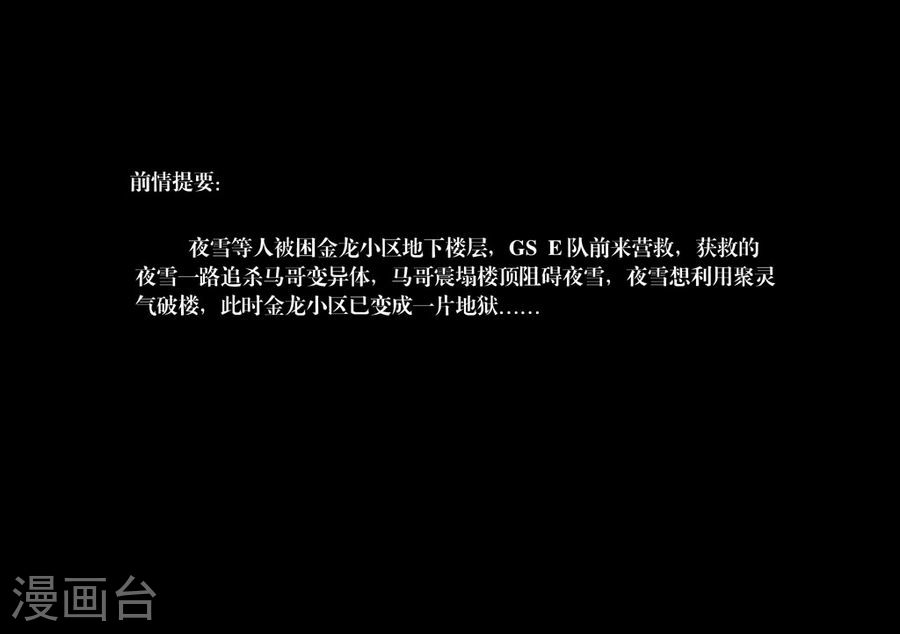 前情提要：
夜雪等人被困金龙小区地下楼层，GS E队前来营救，获救的
夜雪一路追杀马哥变异体，马哥震塌楼顶阻碍夜雪，夜雪想利用聚灵
气破楼，此时金龙小区已变成一片地狱……
漫画台